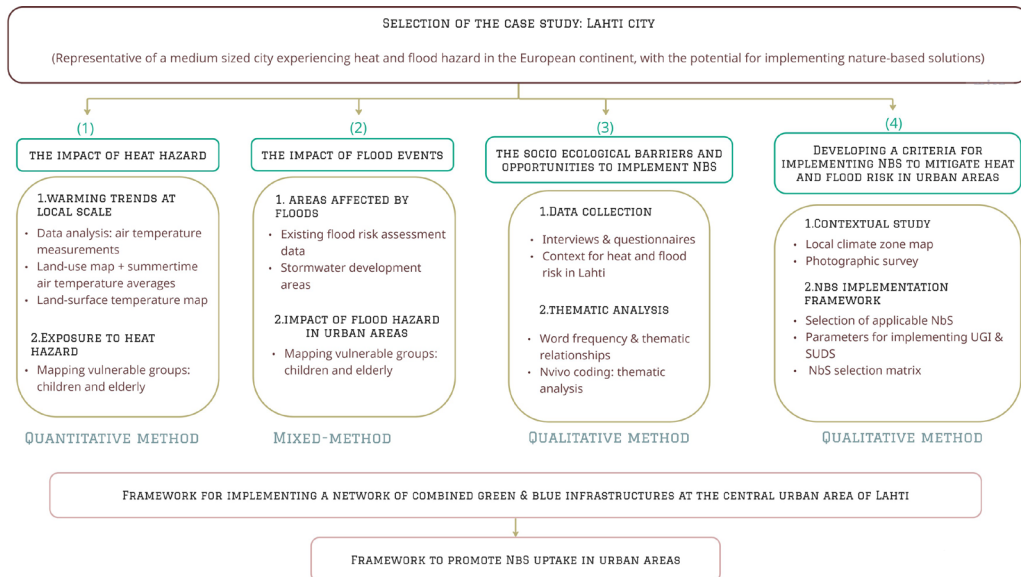 Selection of the case study: Lahti city
(Representative of a medium sized city experiencing heat and flood hazard in the European continent, with the potential for implementing nature-based solutions)
(1)
The impact of heat hazard
1.Warming trends at
local scale
• Data analysis: air temperature
measurements
• Land-use map + summertime
air temperature averages
• Land-surface temperature map
2.Exposure to heat
hazard
• Mapping vulnerable groups:
children and elderly
Quantitative method
(2)
The impact of flood events
1. Areas affected by
floods
• Existing flood risk assessment
data
• Stormwater development
areas
2.Impact of flood hazard
in urban areas
• Mapping vulnerable groups:
children and elderly
Mixed-method
(3)
The socio ecological barriers and
opportunities to implement NBS
1.Data collection
• Interviews & questionnaires
• Context for heat and flood
risk in Lahti
2.Thematic analysis
• Word frequency & thematic
relationships
• Nvivo coding: thematic
analysis
Qualitative method
(4)
Developing a criteria for
implementing NBS to mitigate heat
and flood risk in urban areas
1.Contextual study
• Local climate zone map
• Photographic survey
2.NBS implementation
framework
• Selection of applicable NbS
• Parameters for implementing UGI &
SUDS
• NbS selection matrix
Qualitative method
Framework for implementing a network of combined green & blue infrastructures at the central urban area of Lahti
Framework to promote NbS uptake in urban areas